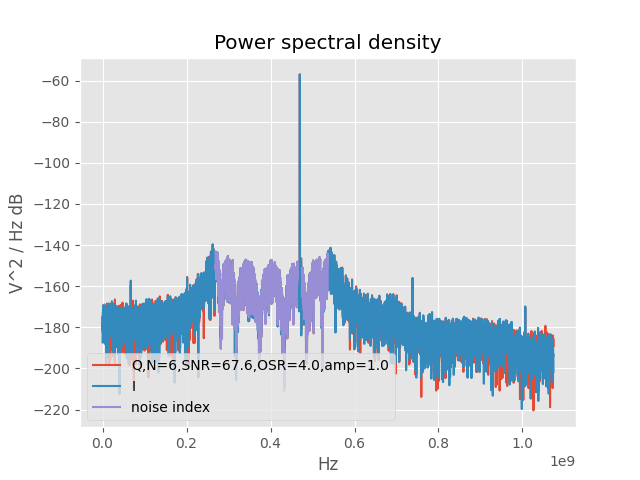 Power spectral density
V^2 / Hz dB
−60
−80
−100
−120
−140
−160
−180
−200
−220
Q,N=6,SNR=67.6,OSR=4.0,amp=1.0
I
noise index
0.0 0.2 0.4 0.6 0.8 1.0
1e9
Hz